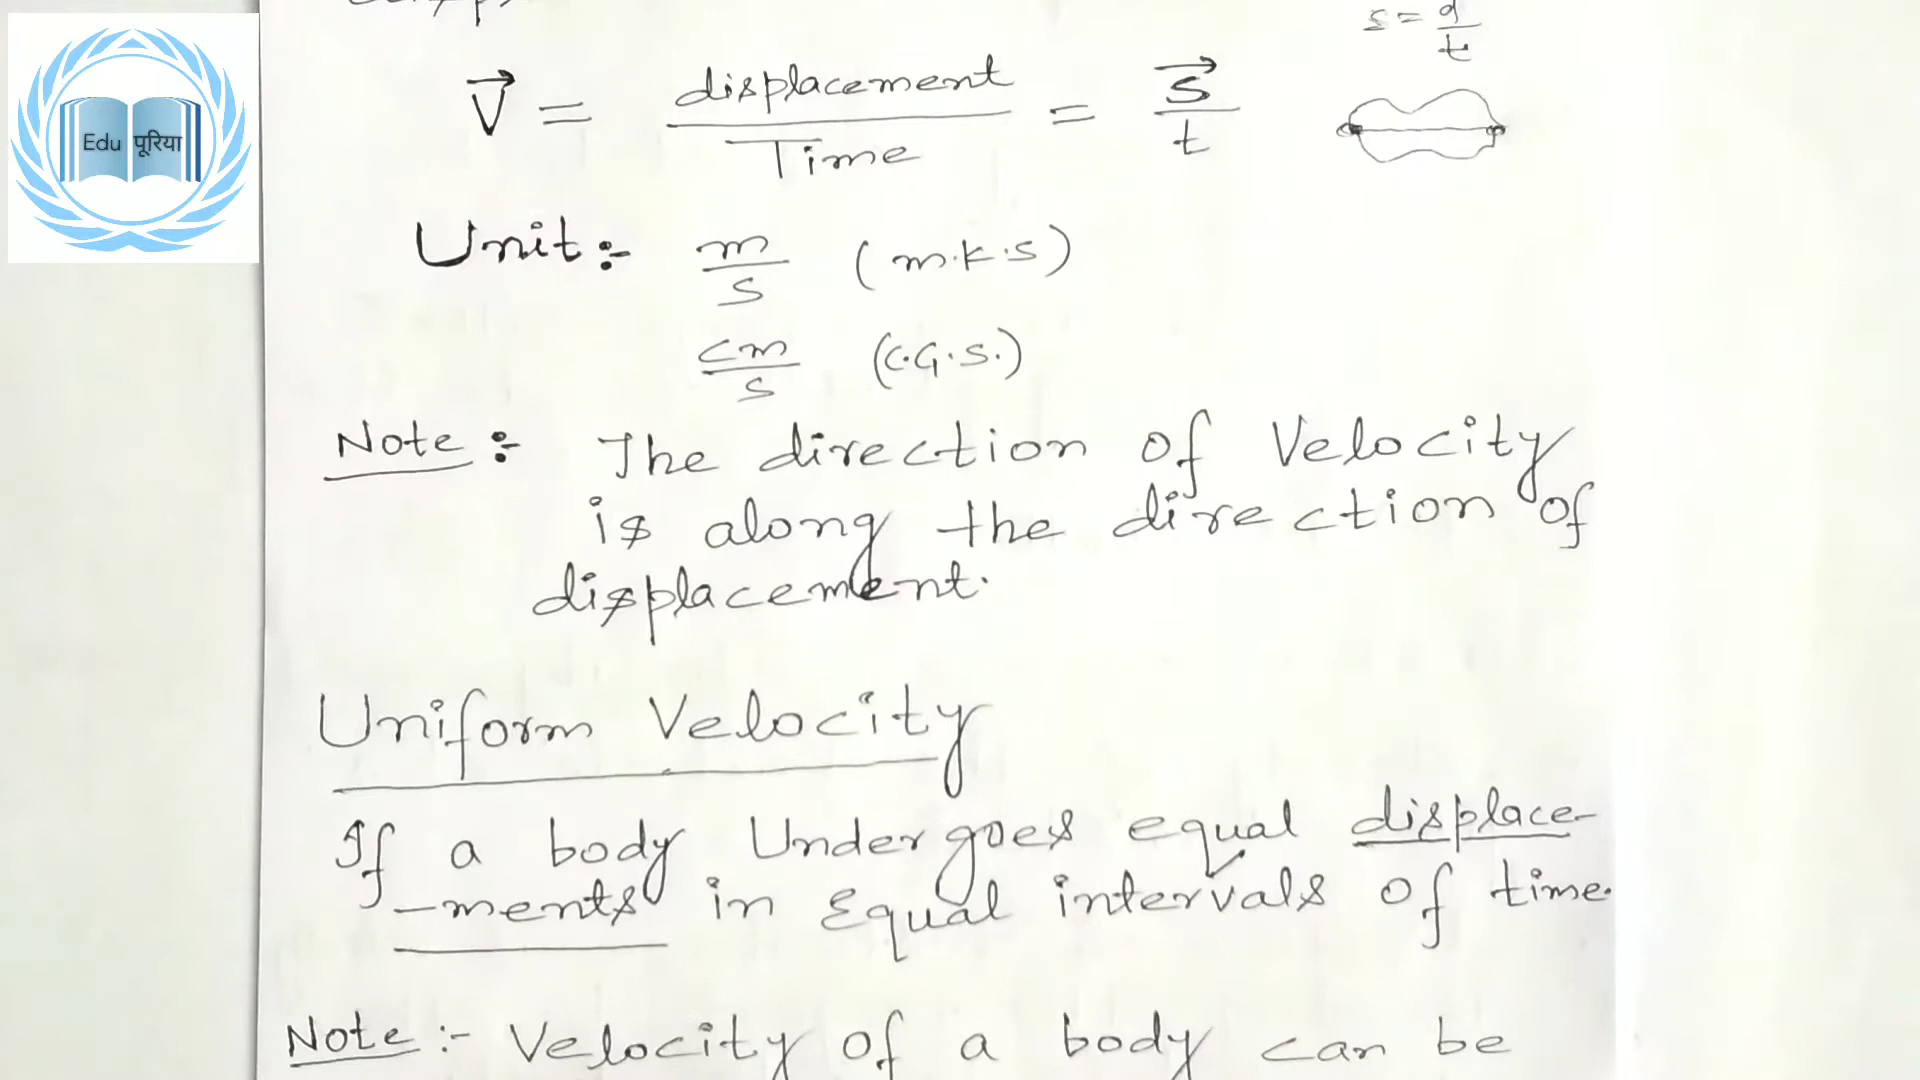 Edu पूरिया
s = d/t
V⃗ = displacement/Time = s⃗/t
Unit :- m/s (m.k.s)
cm/s (C.G.S.)
Note :- The direction of Velocity
is along the direction of
displacement.
Uniform Velocity
If a body Undergoes equal displace-
-ments in Equal intervals of time.
Note :- Velocity of a body can be